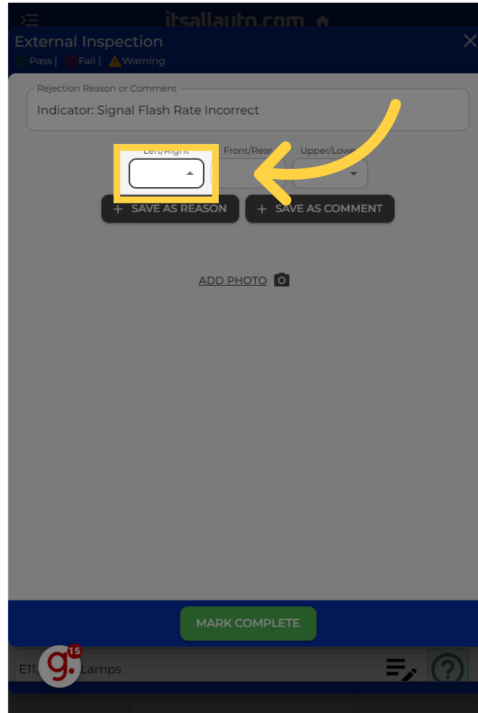 itsallauto.com
External Inspection
Pass | Fail | Warning
Rejection Reason or Comment
Indicator: Signal Flash Rate Incorrect
Left/Right Front/Rear Upper/Lower
+ SAVE AS REASON + SAVE AS COMMENT
ADD PHOTO
MARK COMPLETE
15
g.
Lamps